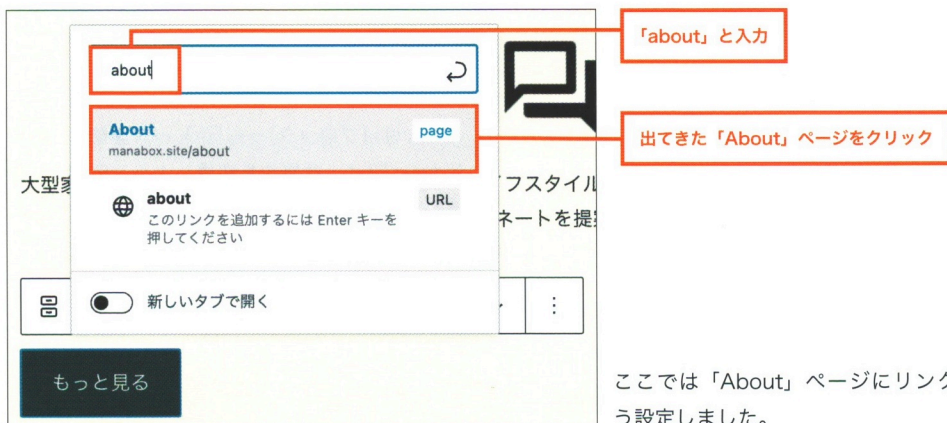 「about」と入力
about
About
page
manabox.site/about
出てきた「About」ページをクリック
大型家
フスタイル
about
URL
このリンクを追加するには Enter キーを
押してください
ネートを提
新しいタブで開く
もっと見る
ここでは「About」ページにリンク
う設定しました。